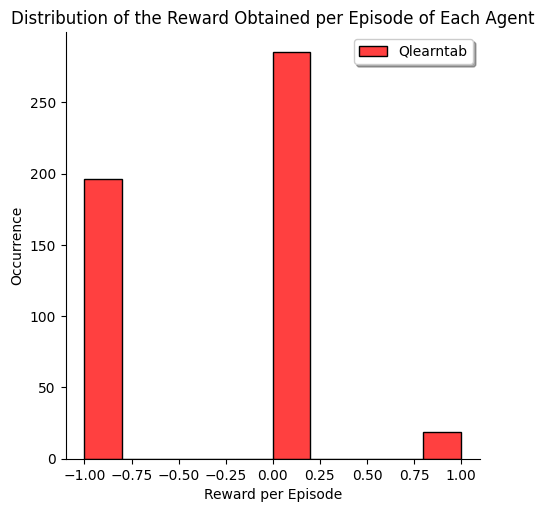 Distribution of the Reward Obtained per Episode of Each Agent
Qlearntab
250
200
150
100
50
0
Occurrence
−1.00 −0.75 −0.50 −0.25 0.00 0.25 0.50 0.75 1.00
Reward per Episode